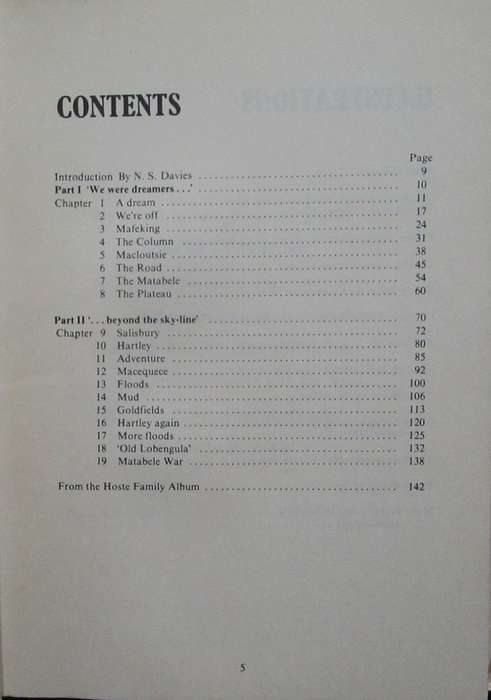 CONTENTS
Page
Introduction By N. S. Davies 9
Part I 'We were dreamers...' 10
Chapter 1 A dream 11
2 We're off 17
3 Mafeking 24
4 The Column 31
5 Macloutsie 38
6 The Road 45
7 The Matabele 54
8 The Plateau 60
Part II '...beyond the sky-line' 70
Chapter 9 Salisbury 72
10 Hartley 80
11 Adventure 85
12 Macequece 92
13 Floods 100
14 Mud 106
15 Goldfields 113
16 Hartley again 120
17 More floods 125
18 'Old Lobengula' 132
19 Matabele War 138
From the Hoste Family Album 142
5